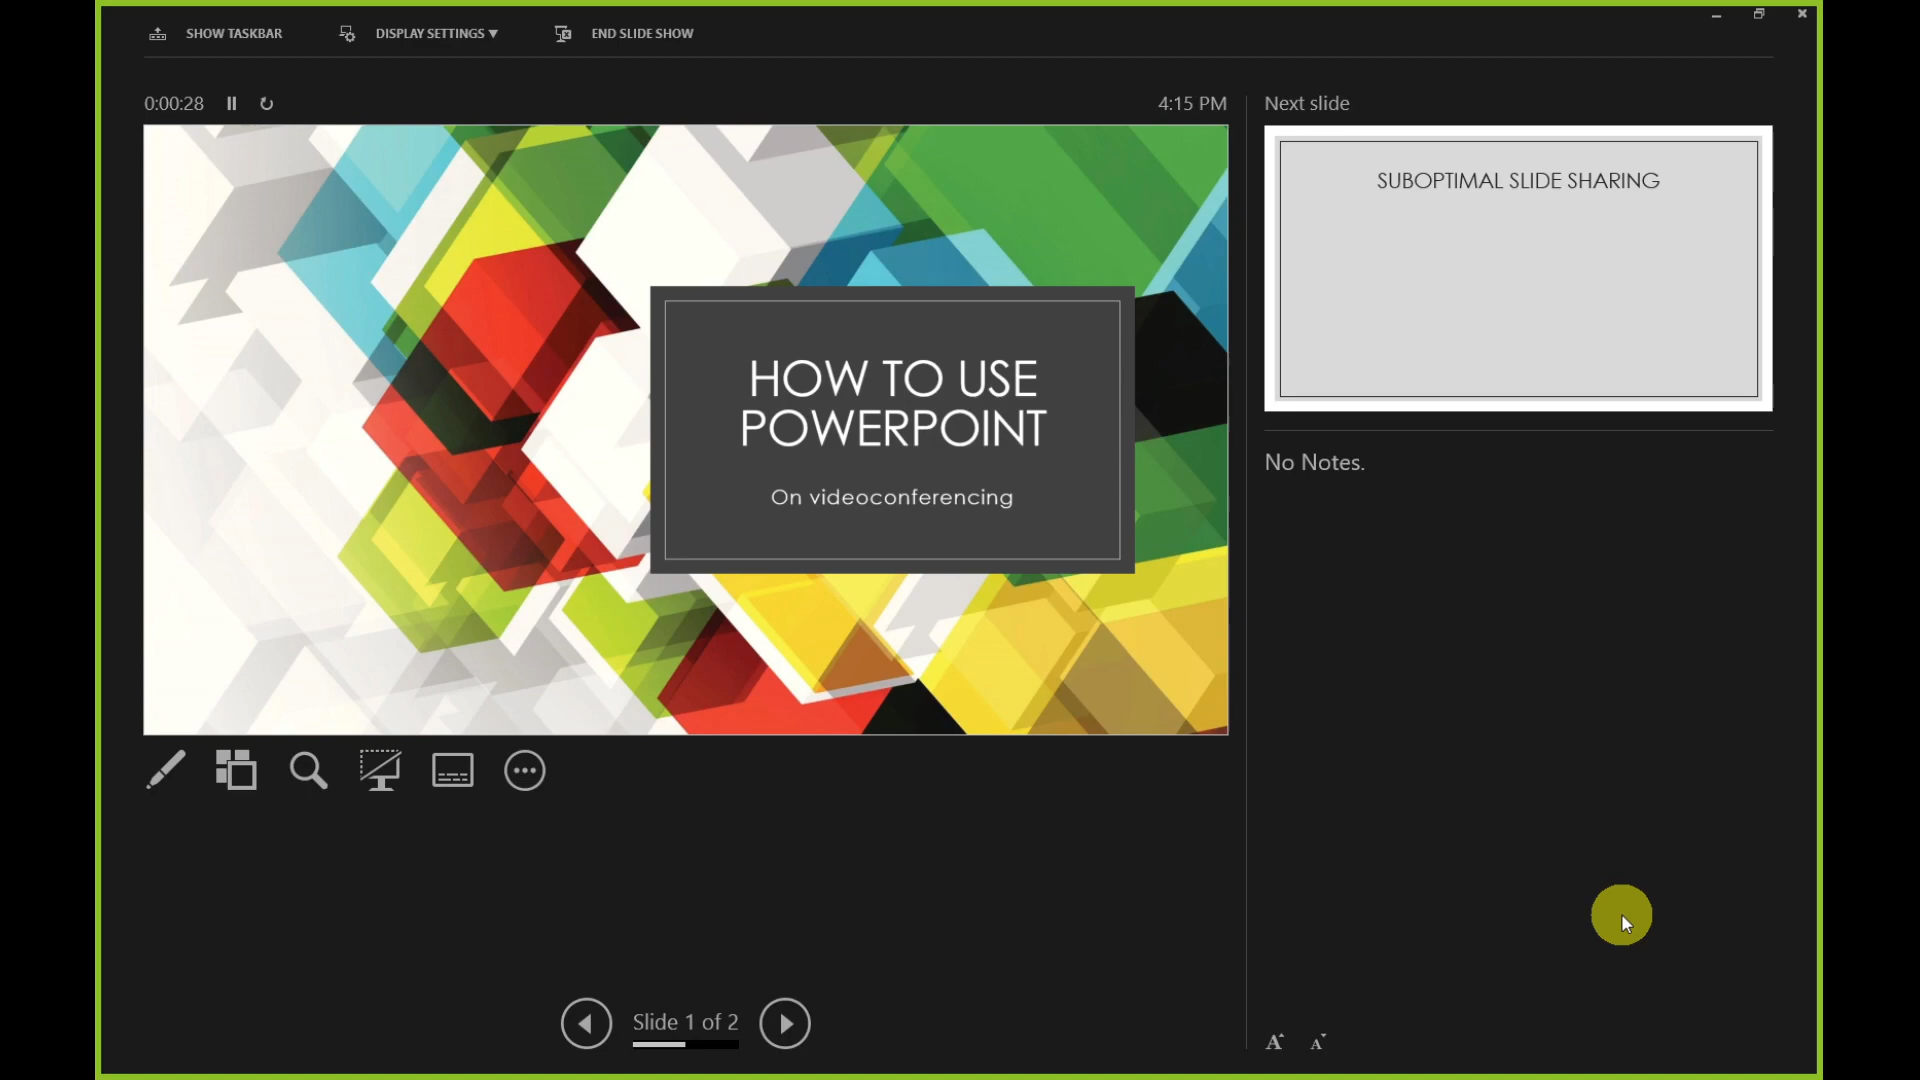 SHOW TASKBAR
DISPLAY SETTINGS ▼
END SLIDE SHOW
0:00:28
4:15 PM
Next slide
HOW TO USE
POWERPOINT
On videoconferencing
SUBOPTIMAL SLIDE SHARING
No Notes.
Slide 1 of 2
A A